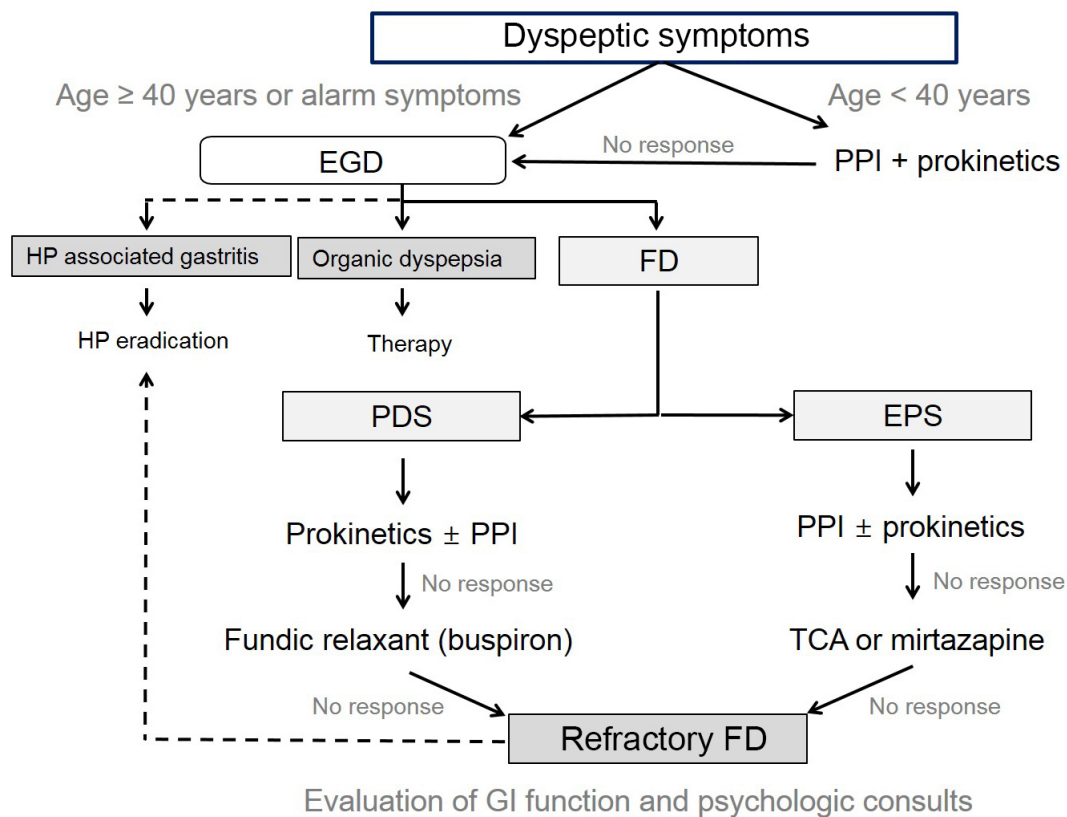 Dyspeptic symptoms
Age ≥ 40 years or alarm symptoms
Age < 40 years
No response
EGD
PPI + prokinetics
HP associated gastritis
Organic dyspepsia
FD
HP eradication
Therapy
PDS
EPS
Prokinetics ± PPI
PPI ± prokinetics
No response
No response
Fundic relaxant (buspiron)
TCA or mirtazapine
No response
No response
Refractory FD
Evaluation of GI function and psychologic consults